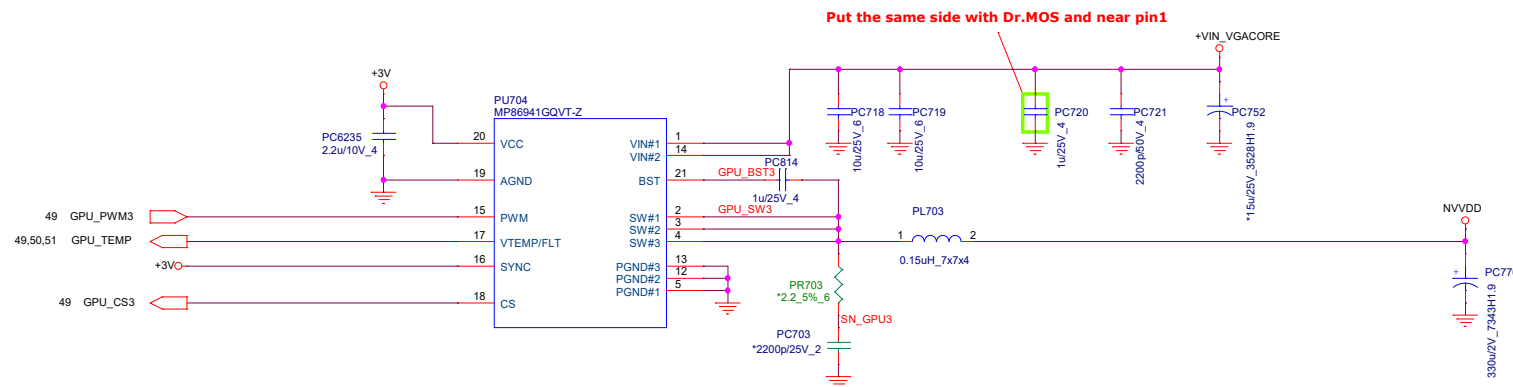 Put the same side with Dr.MOS and near pin1
+VIN_VGACORE
+3V
PU704
MP86941GQVT-Z
PC6235
2.2u/10V_4
20 VCC
19 AGND
49 GPU_PWM3 15 PWM
49,50,51 GPU_TEMP 17 VTEMP/FLT
+3V 16 SYNC
49 GPU_CS3 18 CS
VIN#1 1
VIN#2 14
BST 21 GPU_BST3
PC814
1u/25V_4
SW#1 2 GPU_SW3
SW#2 3
SW#3 4
PGND#3 13
PGND#2 12
PGND#1 5
PC718
10u/25V_6
PC719
10u/25V_6
PC720
1u/25V_4
PC721
2200p/50V_4
+
PC752
*15u/25V_3528H1.9
PL703
1 2
0.15uH_7x7x4
NVVDD
PR703
*2.2_5%_6
SN_GPU3
PC703
*2200p/25V_2
+
330u/2V_7343H1.9